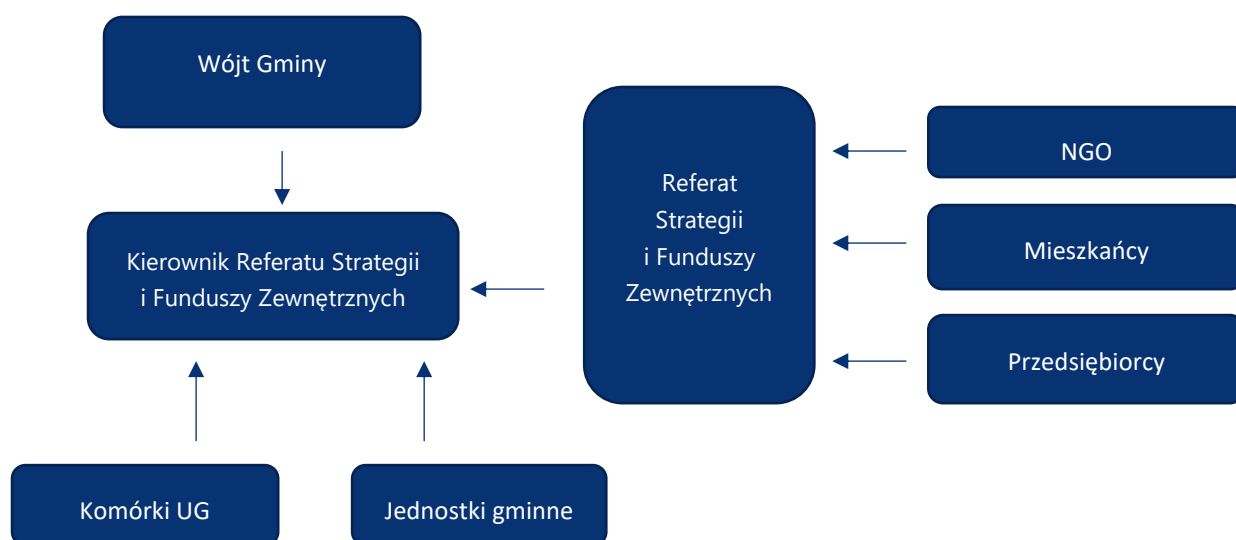 Wójt Gminy
Kierownik Referatu Strategii
i Funduszy Zewnętrznych
Komórki UG
Jednostki gminne
Referat
Strategii
i Funduszy
Zewnętrznych
NGO
Mieszkańcy
Przedsiębiorcy